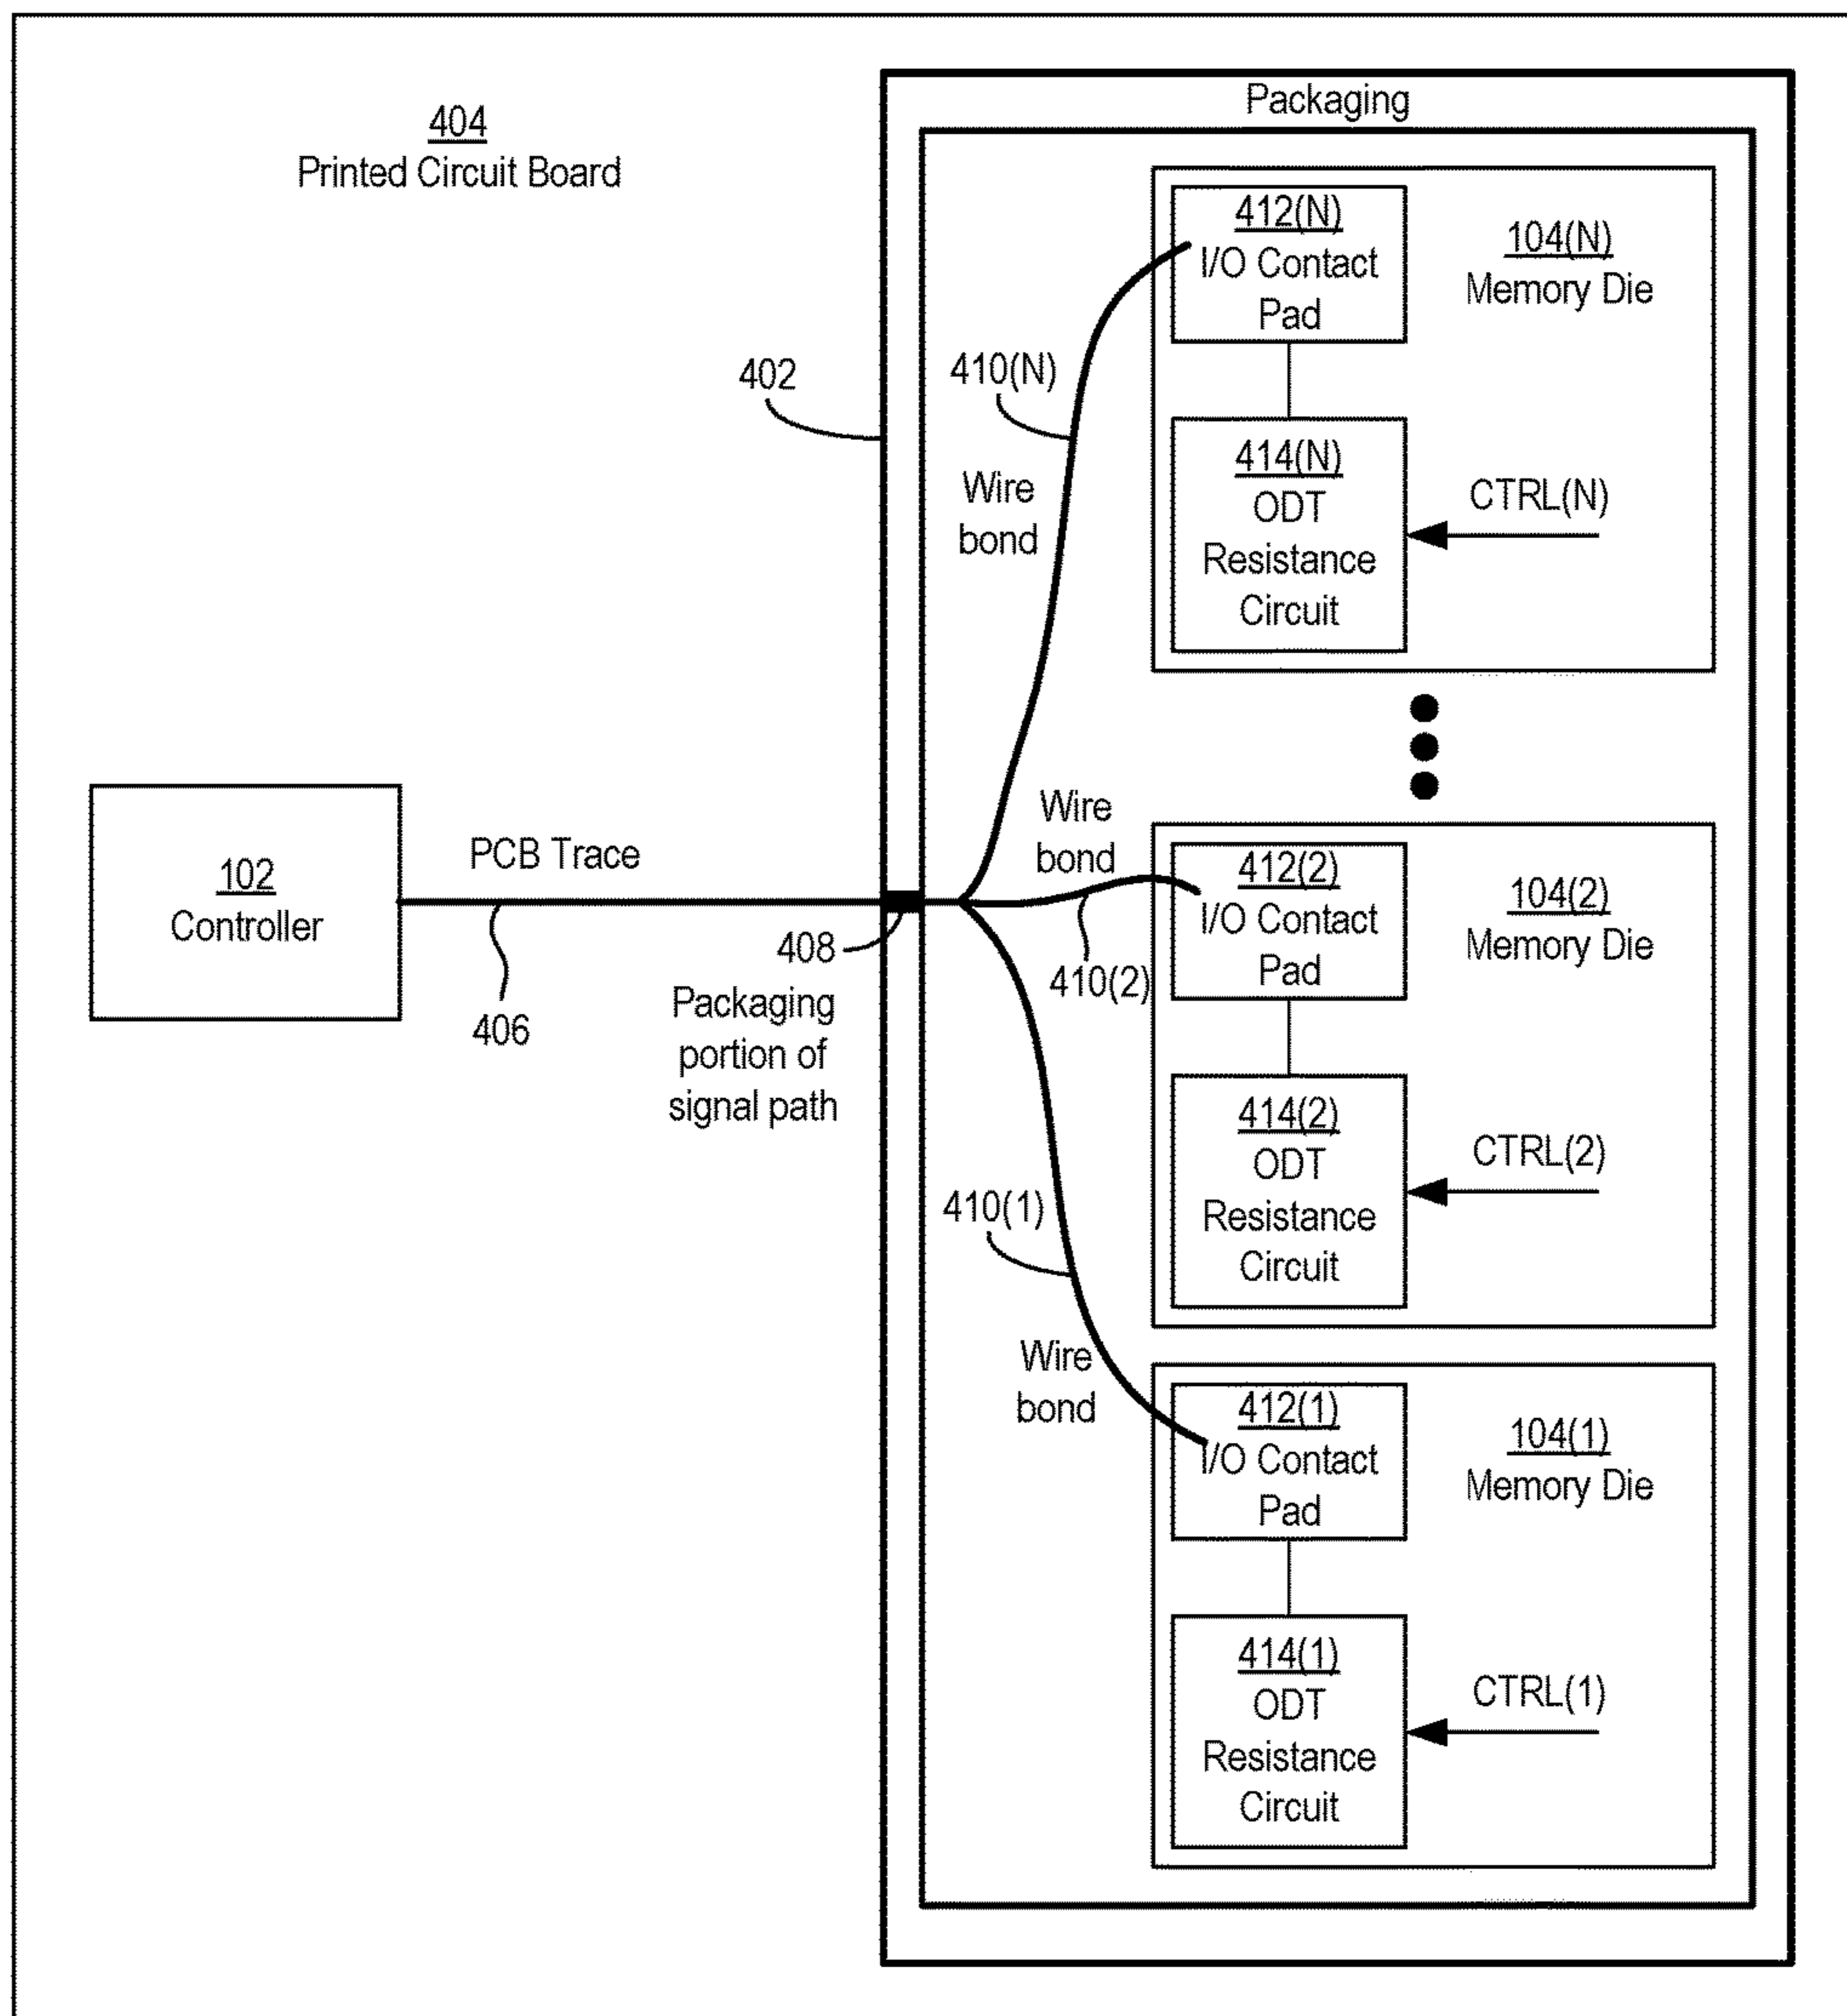 Packaging
404
Printed Circuit Board
412(N)
I/O Contact
Pad
104(N)
Memory Die
402
410(N)
Wire
bond
414(N)
ODT
Resistance
Circuit
CTRL(N)
102
Controller
PCB Trace
406
408
Packaging
portion of
signal path
Wire
bond
410(2)
412(2)
I/O Contact
Pad
104(2)
Memory Die
414(2)
ODT
Resistance
Circuit
CTRL(2)
410(1)
Wire
bond
412(1)
I/O Contact
Pad
104(1)
Memory Die
414(1)
ODT
Resistance
Circuit
CTRL(1)